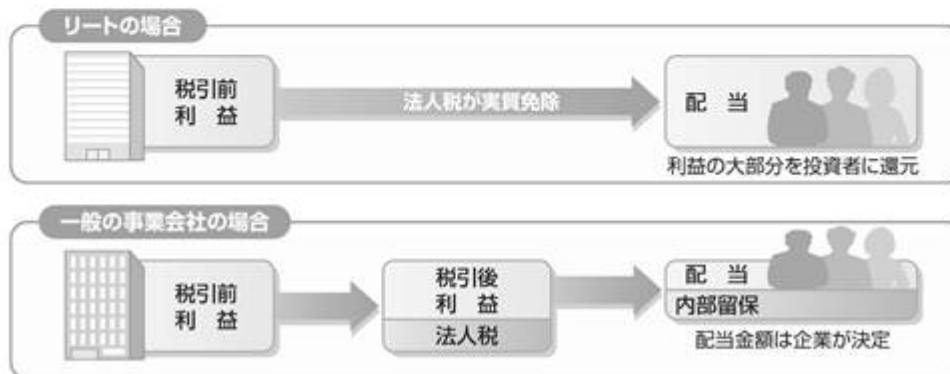 リートの場合
税引前
利 益
法人税が実質免除
配 当
利益の大部分を投資者に還元
一般の事業会社の場合
税引前
利 益
税引後
利 益
法人税
配 当
内部留保
配当金額は企業が決定